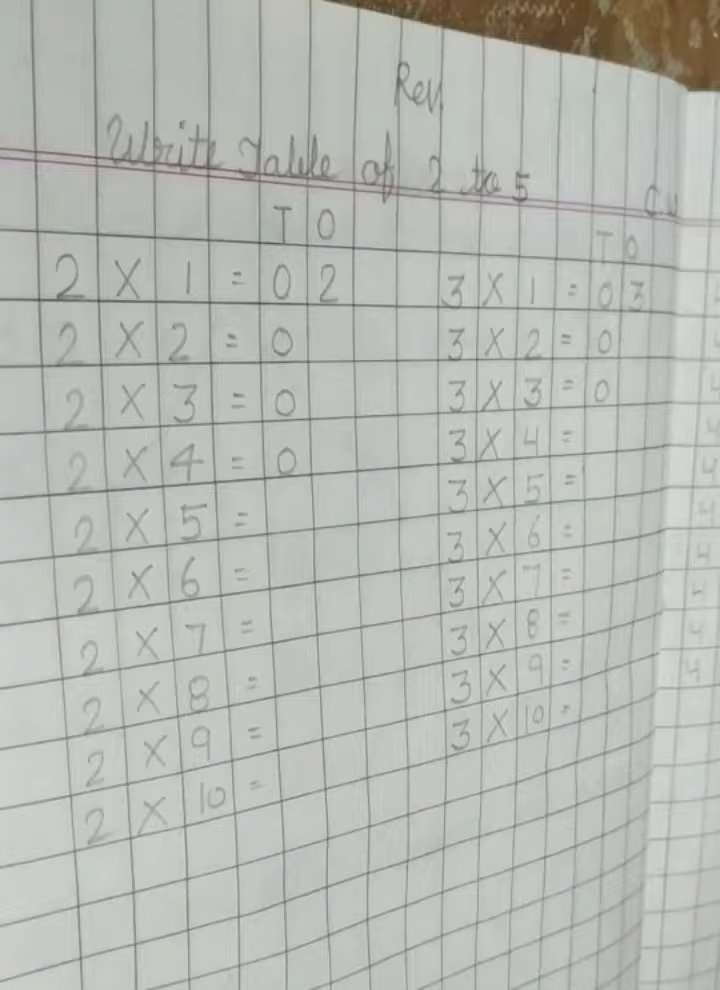 Rev
Write Table of 2 to 5
T O
2 X 1 = 0 2
2 X 2 = 0
2 X 3 = 0
2 X 4 = 0
2 X 5 =
2 X 6 =
2 X 7 =
2 X 8 =
2 X 9 =
2 X 10 =
T O
3 X 1 = 0 3
3 X 2 = 0
3 X 3 = 0
3 X 4 =
3 X 5 =
3 X 6 =
3 X 7 =
3 X 8 =
3 X 9 =
3 X 10 =